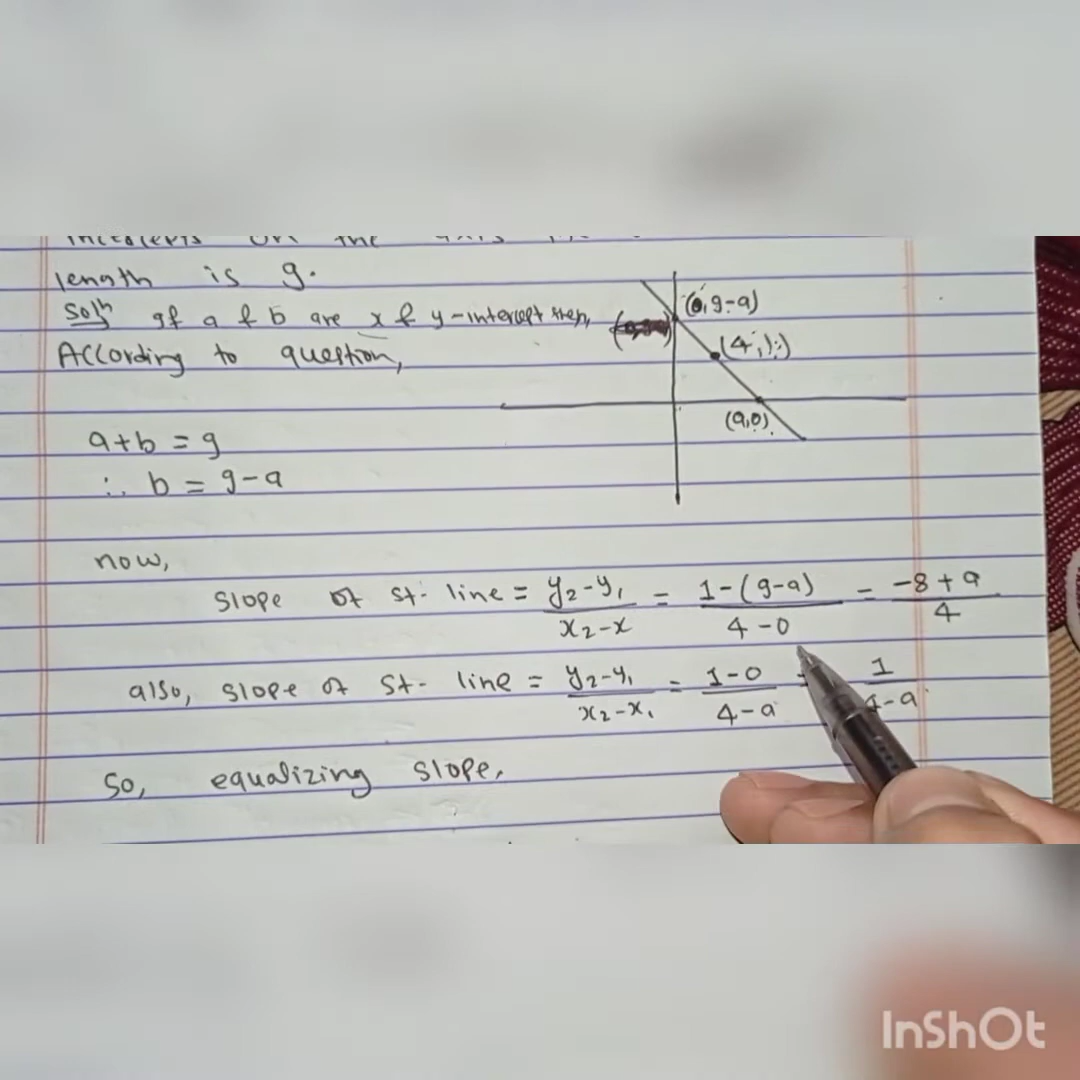 length is 9.
Solⁿ If a & b are x & y-intercept then,
According to question,
(0,9-a)
(4,1)
(a,0)
a+b = 9
∴ b = 9-a
now,
slope of st. line = y₂-y₁/x₂-x = 1-(9-a)/4-0 = -8+a/4
also, slope of st- line = y₂-y₁/x₂-x₁ = 1-0/4-a = 1/4-a
So, equalizing slope,
InShOt